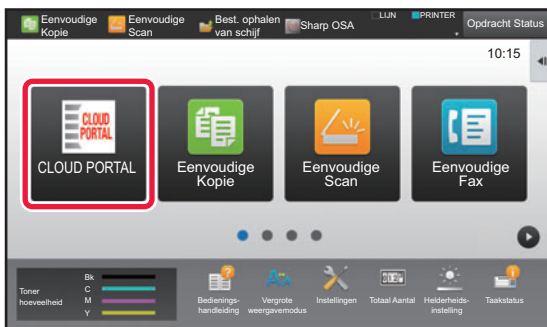 Eenvoudige Kopie
Eenvoudige Scan
Best. ophalen van schijf
Sharp OSA
LIJN
PRINTER
Opdracht Status
10:15
CLOUD
PORTAL
CLOUD PORTAL
Eenvoudige
Kopie
Eenvoudige
Scan
Eenvoudige
Fax
Toner
hoeveelheid
Bk
C
M
Y
Bedienings-
handleiding
Vergrote
weergavemodus
Instellingen
Totaal Aantal
Helderheids-
instelling
Taakstatus